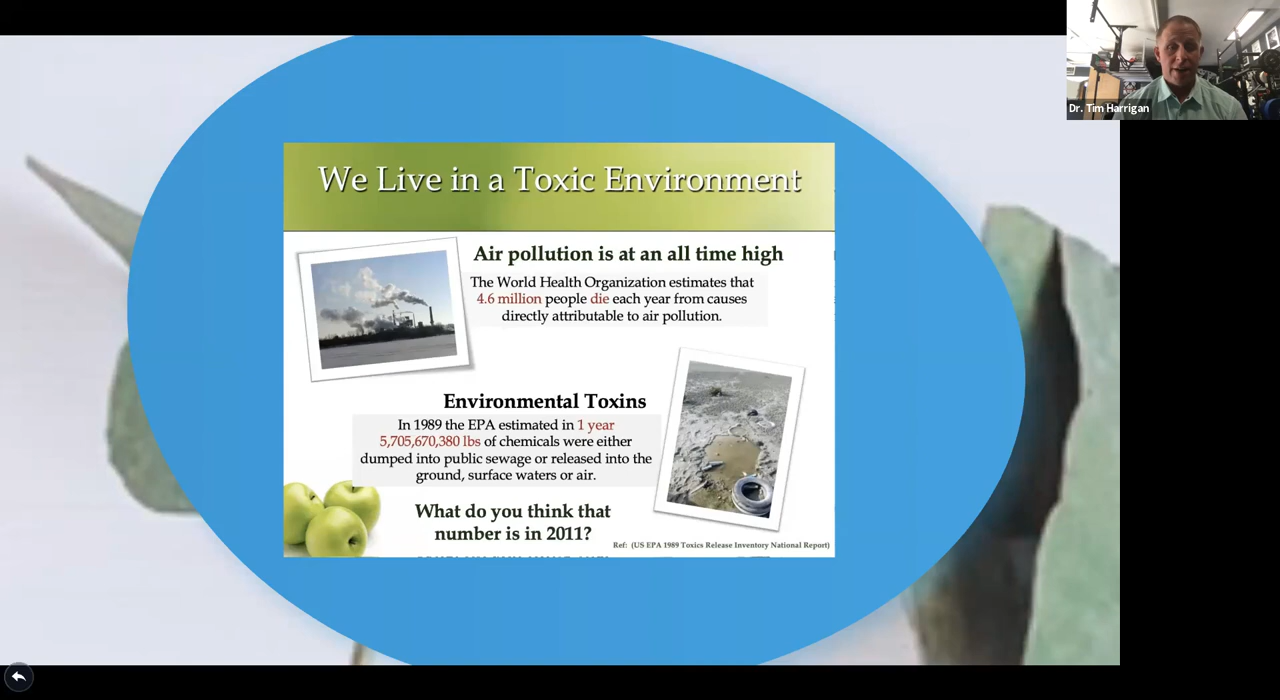 Dr. Tim Harrigan
We Live in a Toxic Environment
Air pollution is at an all time high
The World Health Organization estimates that
4.6 million people die each year from causes
directly attributable to air pollution.
Environmental Toxins
In 1989 the EPA estimated in 1 year
5,705,670,380 lbs of chemicals were either
dumped into public sewage or released into the
ground, surface waters or air.
What do you think that
number is in 2011?
Ref: (US EPA 1989 Toxics Release Inventory National Report)